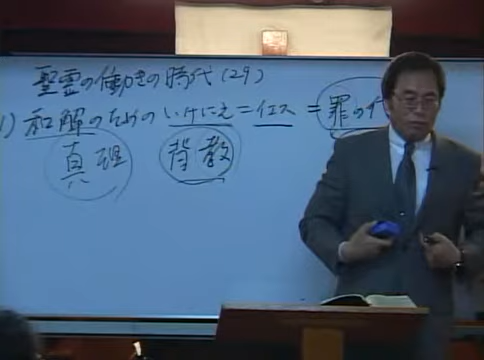 聖霊の働きの時代(29)
1)和解のためのいけにえ=イエス=罪の
真理 背教